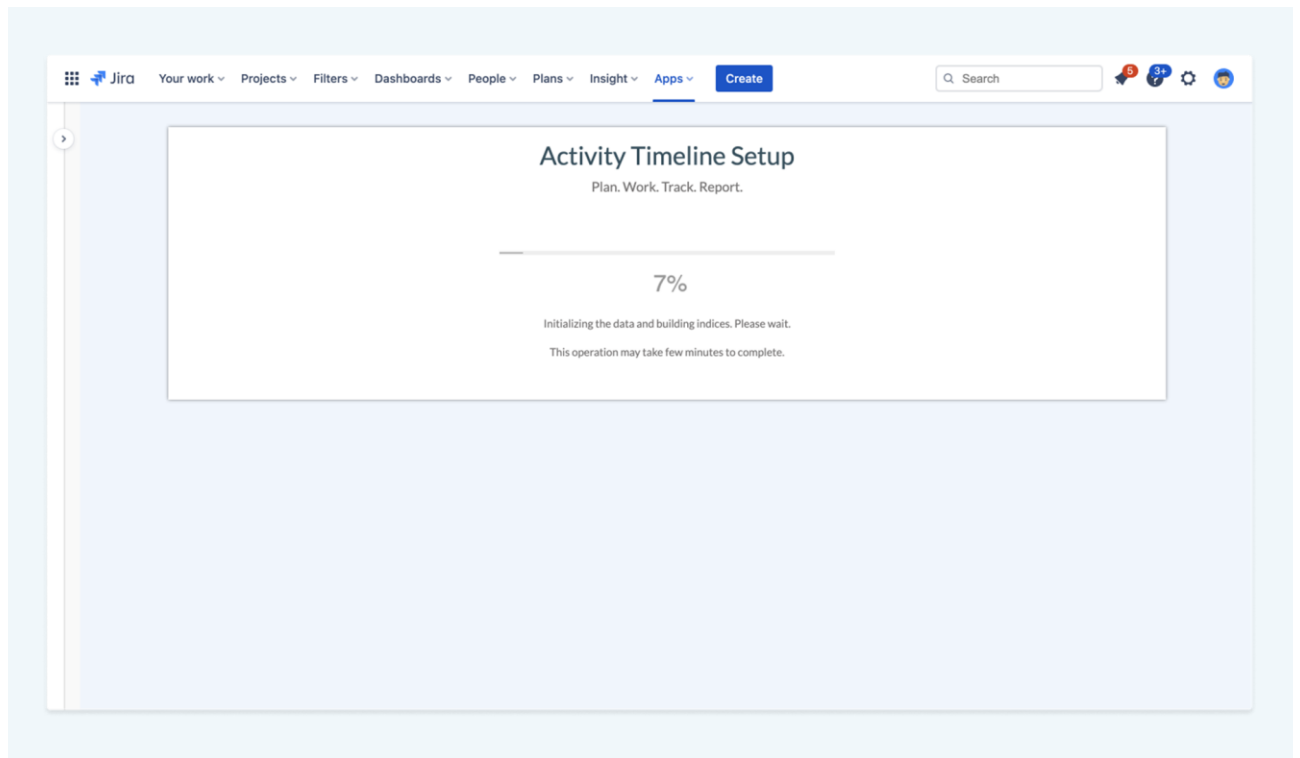 Jira Your work Projects Filters Dashboards People Plans Insight Apps Create Search 5 3+
Activity Timeline Setup
Plan. Work. Track. Report.
7%
Initializing the data and building indices. Please wait.
This operation may take few minutes to complete.